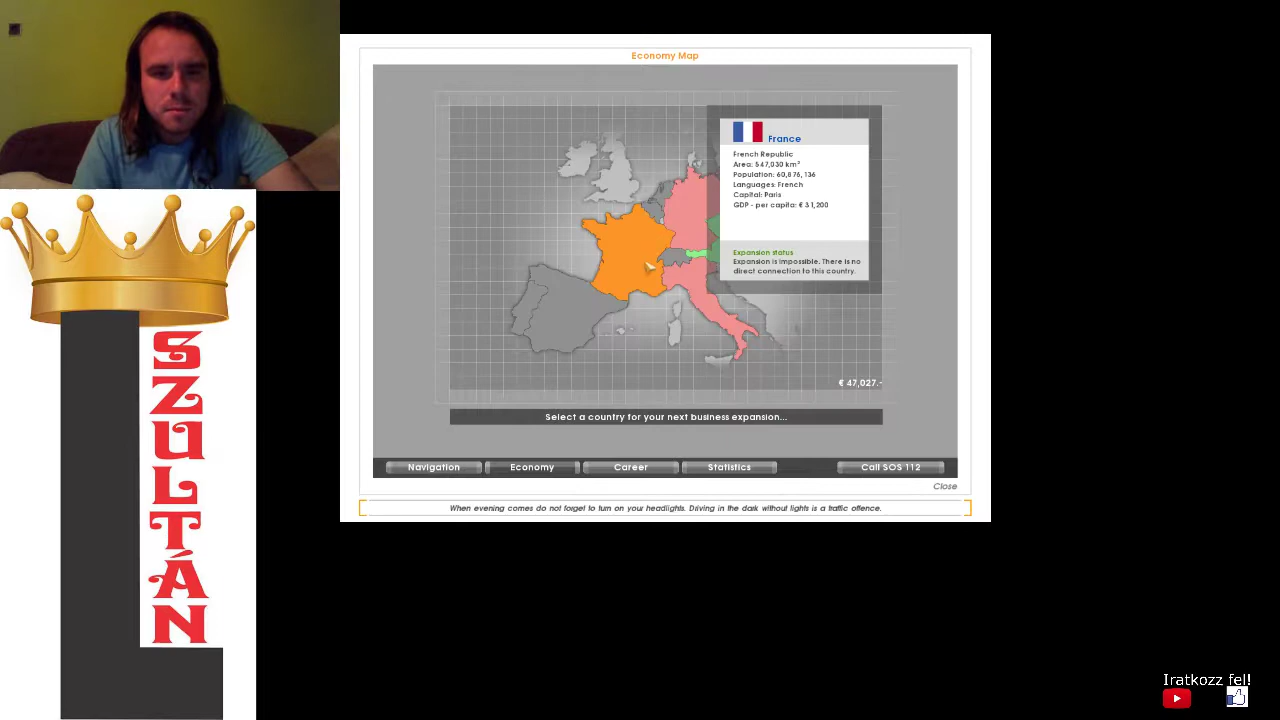 SZULTÁN
Economy Map
France
French Republic
Area: 547,030 km²
Population: 60,876,136
Languages: French
Capital: Paris
GDP - per capita: € 31,200
Expansion status
Expansion is impossible. There is no
direct connection to this country.
€ 47,027.-
Select a country for your next business expansion...
Navigation Economy Career Statistics Call SOS 112
Close
When evening comes do not forget to turn on your headlights. Driving in the dark without lights is a traffic offence.
Iratkozz fel!